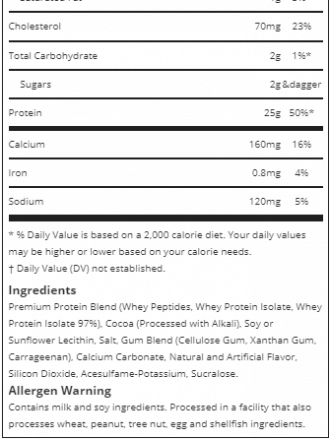 Cholesterol 70mg 23%
Total Carbohydrate 2g 1%*
Sugars 2g&dagger
Protein 25g 50%*
Calcium 160mg 16%
Iron 0.8mg 4%
Sodium 120mg 5%
* % Daily Value is based on a 2,000 calorie diet. Your daily values
may be higher or lower based on your calorie needs.
† Daily Value (DV) not established.
Ingredients
Premium Protein Blend (Whey Peptides, Whey Protein Isolate, Whey
Protein Isolate 97%), Cocoa (Processed with Alkali), Soy or
Sunflower Lecithin, Salt, Gum Blend (Cellulose Gum, Xanthan Gum,
Carrageenan), Calcium Carbonate, Natural and Artificial Flavor,
Silicon Dioxide, Acesulfame-Potassium, Sucralose.
Allergen Warning
Contains milk and soy ingredients. Processed in a facility that also
processes wheat, peanut, tree nut, egg and shellfish ingredients.